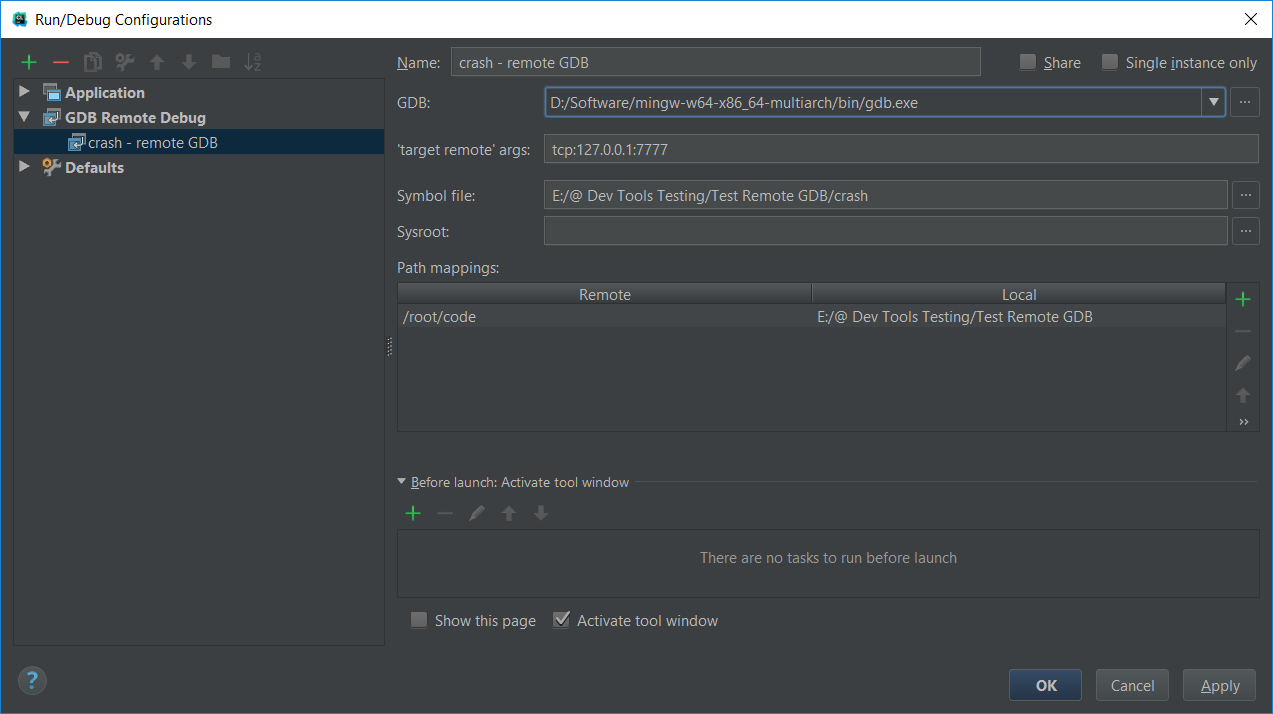 Run/Debug Configurations
Name: crash - remote GDB Share Single instance only
Application
GDB Remote Debug
crash - remote GDB
Defaults
GDB: D:/Software/mingw-w64-x86_64-multiarch/bin/gdb.exe
'target remote' args: tcp:127.0.0.1:7777
Symbol file: E:/@ Dev Tools Testing/Test Remote GDB/crash
Sysroot:
Path mappings:
Remote Local
/root/code E:/@ Dev Tools Testing/Test Remote GDB
Before launch: Activate tool window
There are no tasks to run before launch
Show this page Activate tool window
? OK Cancel Apply